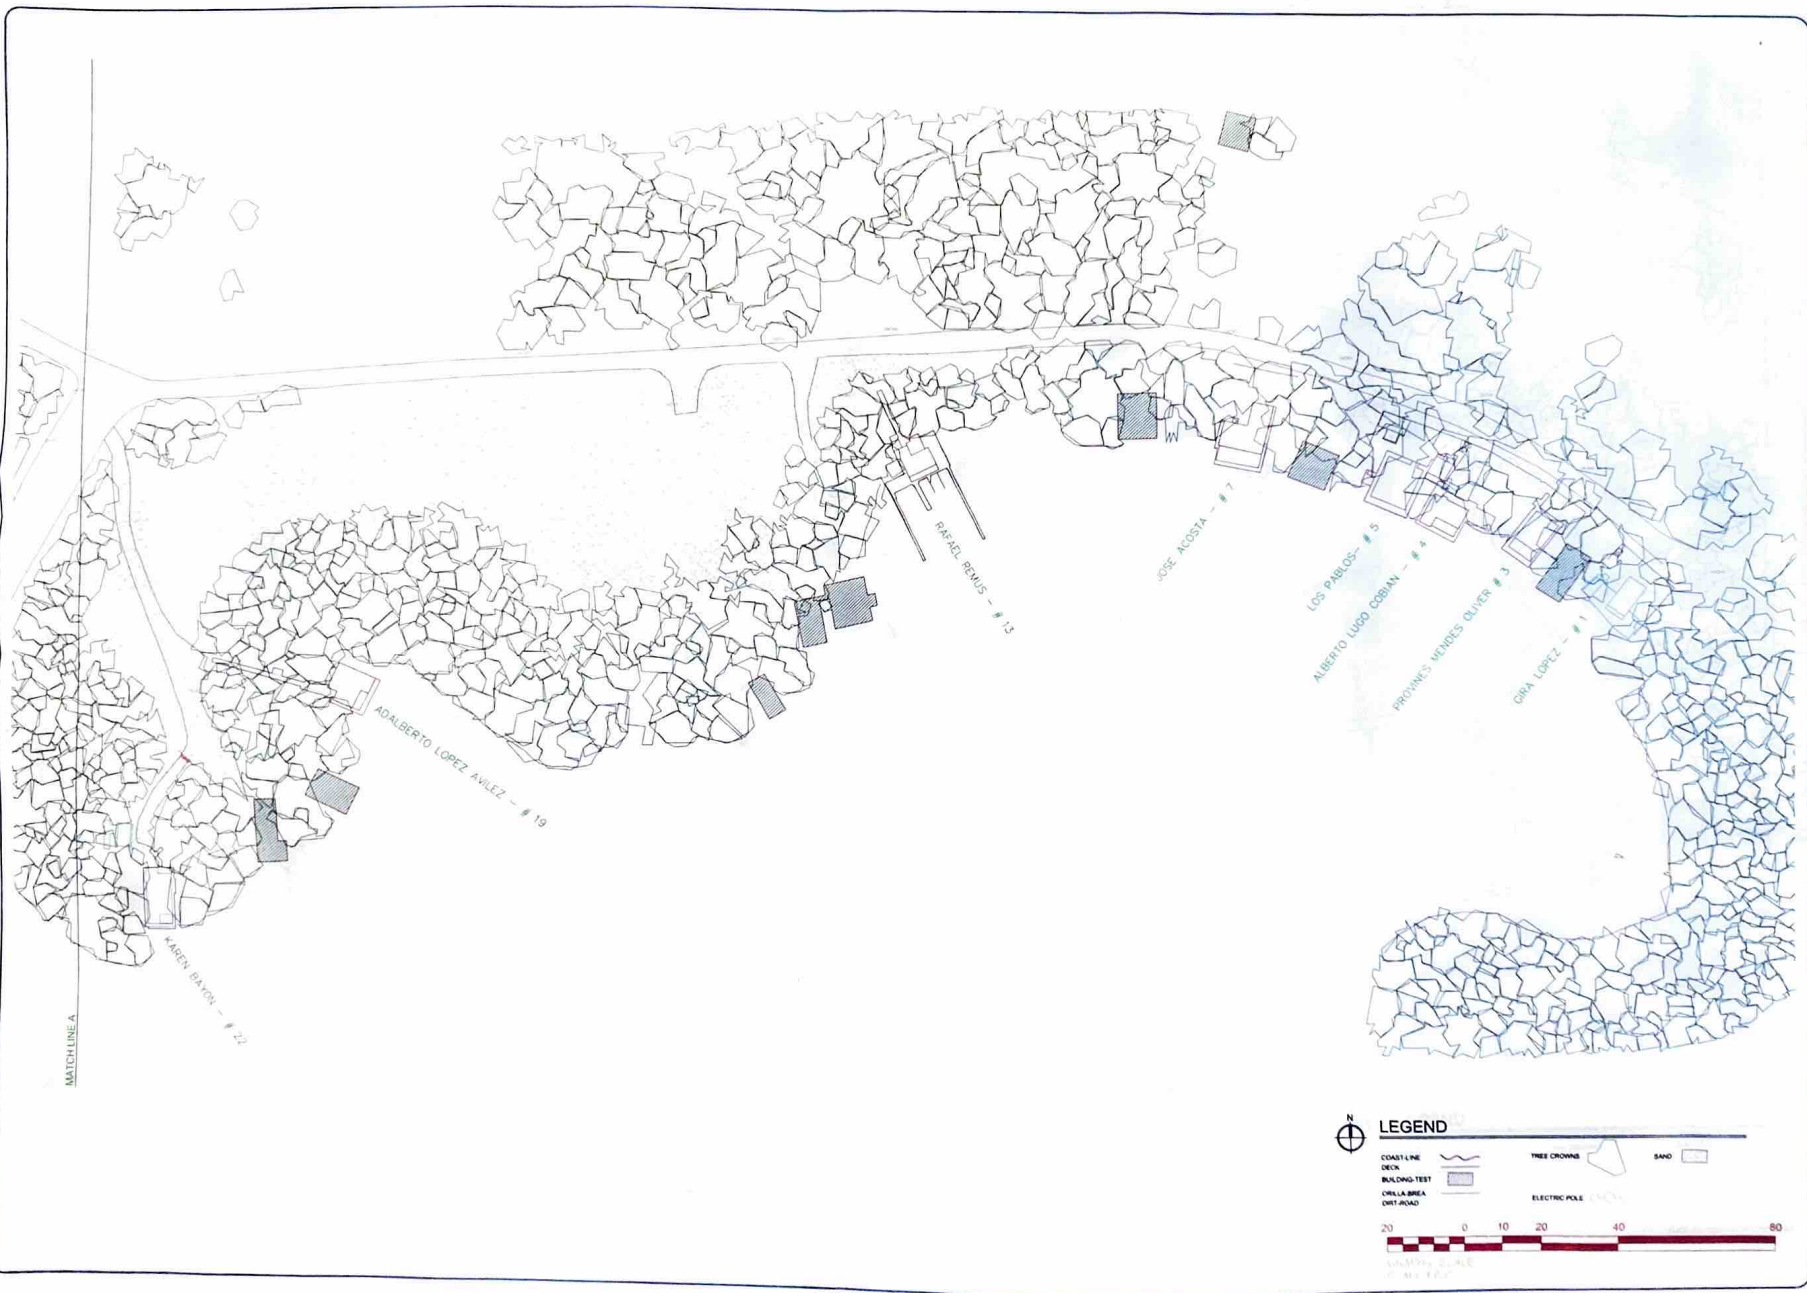 RAFAEL REMUS - # 13
JOSE ACOSTA - # 7
LOS PABLOS- # 5
ALBERTO LUGO COBIAN - # 4
PROVINES MENDES OLIVER # 3
GIRA LOPEZ - # 1
ADALBERTO LOPEZ AVILEZ - # 19
KAREN BAYON - # 22
MATCH LINE A
N
LEGEND
COAST-LINE
DECK
BUILDING-TEST
ORILLA-BREA
DIRT-ROAD
TREE CROWNS
SAND
ELECTRIC POLE
20 0 10 20 40 80